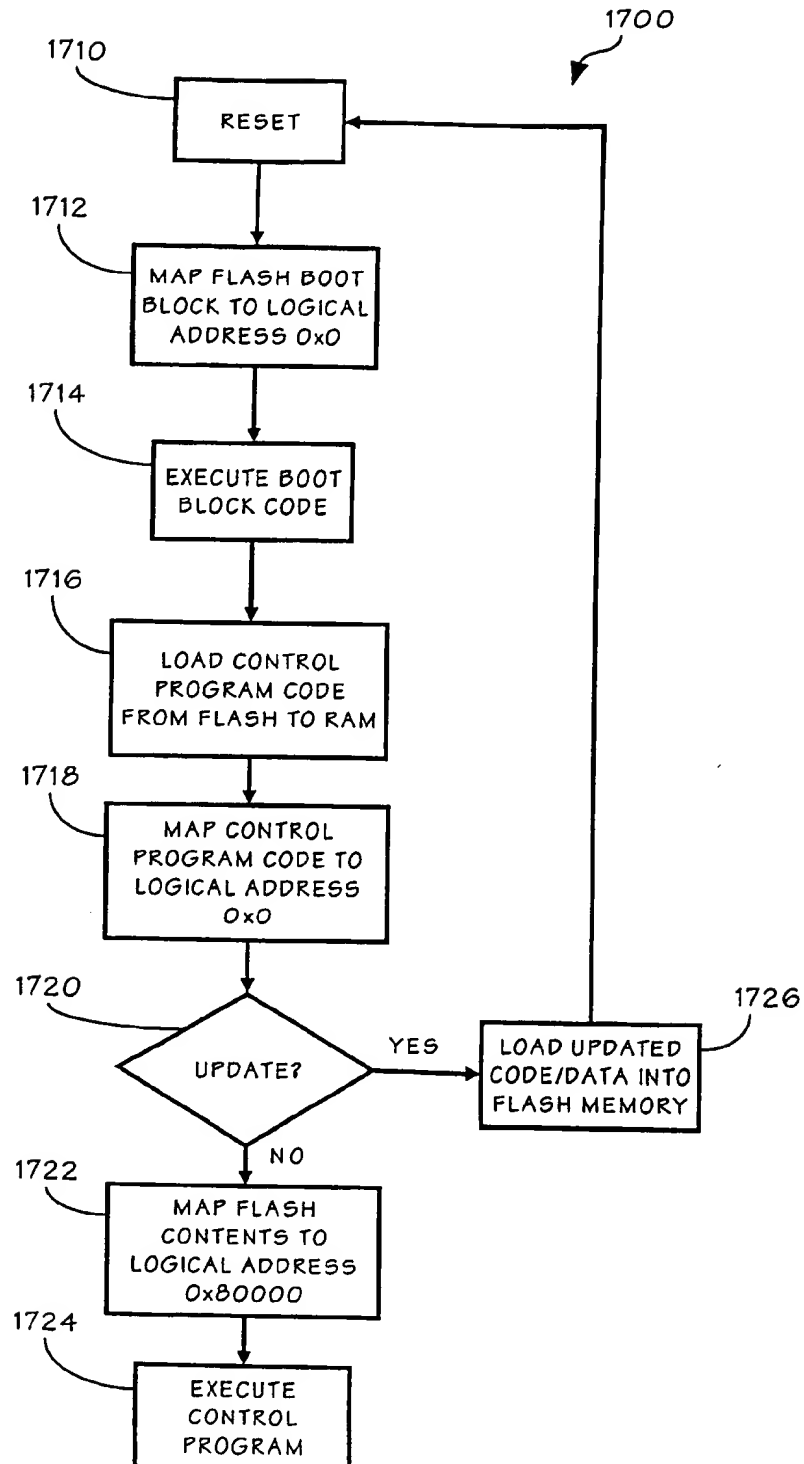 1700
1710
RESET
1712
MAP FLASH BOOT
BLOCK TO LOGICAL
ADDRESS 0x0
1714
EXECUTE BOOT
BLOCK CODE
1716
LOAD CONTROL
PROGRAM CODE
FROM FLASH TO RAM
1718
MAP CONTROL
PROGRAM CODE TO
LOGICAL ADDRESS
0x0
1720
UPDATE?
YES
1726
LOAD UPDATED
CODE/DATA INTO
FLASH MEMORY
NO
1722
MAP FLASH
CONTENTS TO
LOGICAL ADDRESS
0x80000
1724
EXECUTE
CONTROL
PROGRAM